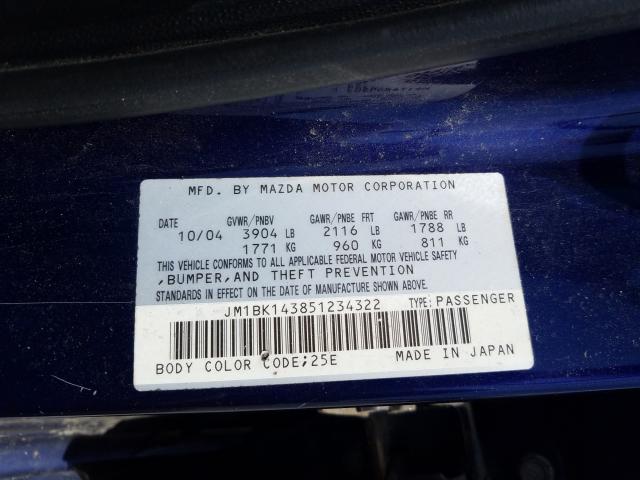 MFD. BY MAZDA MOTOR CORPORATION
DATE GVWR/PNBV GAWR/PNBE FRT GAWR/PNBE RR
10/04 3904 LB 2116 LB 1788 LB
1771 KG 960 KG 811 KG
THIS VEHICLE CONFORMS TO ALL APPLICABLE FEDERAL MOTOR VEHICLE SAFETY
,BUMPER,AND THEFT PREVENTION
STANDARDS IN EFFECT ON THE DATE OF MANUFACTURE SHOWN ABOVE.
JM1BK143851234322 TYPE:PASSENGER
BODY COLOR CODE;25E MADE IN JAPAN